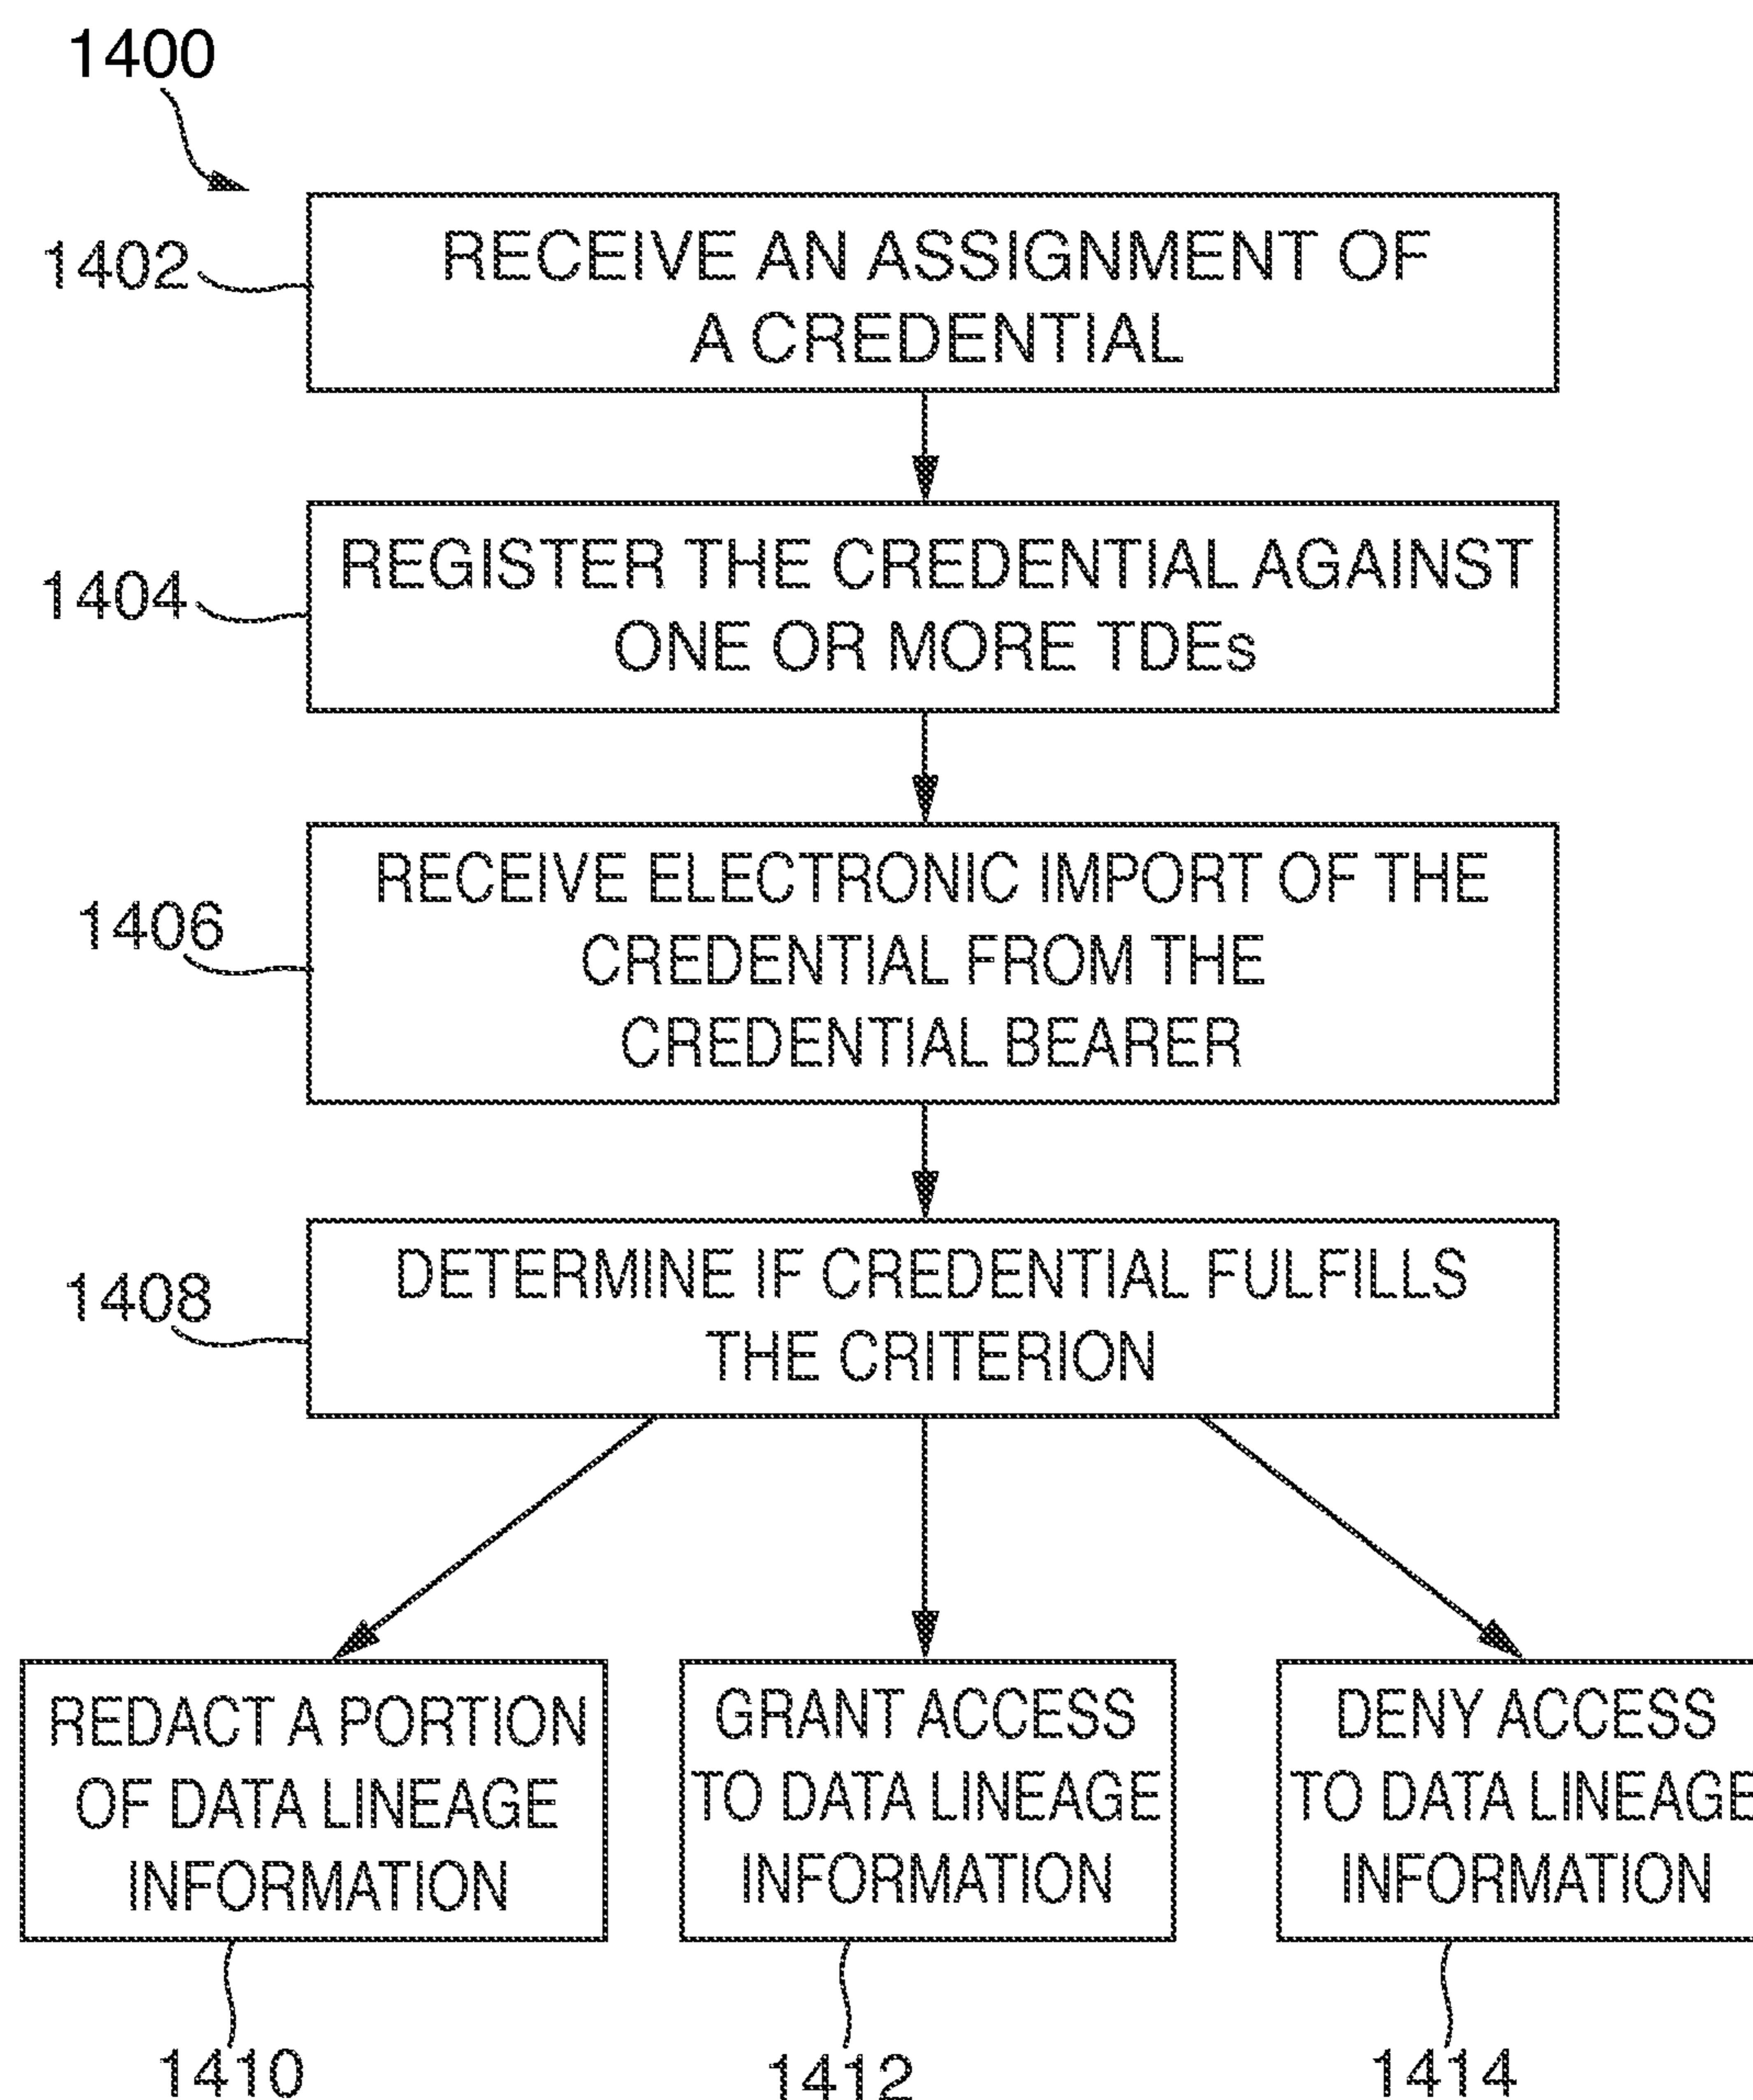 1400
1402
RECEIVE AN ASSIGNMENT OF
A CREDENTIAL
1404
REGISTER THE CREDENTIAL AGAINST
ONE OR MORE TDEs
1406
RECEIVE ELECTRONIC IMPORT OF THE
CREDENTIAL FROM THE
CREDENTIAL BEARER
1408
DETERMINE IF CREDENTIAL FULFILLS
THE CRITERION
REDACT A PORTION
OF DATA LINEAGE
INFORMATION
1410
GRANT ACCESS
TO DATA LINEAGE
INFORMATION
1412
DENY ACCESS
TO DATA LINEAGE
INFORMATION
1414